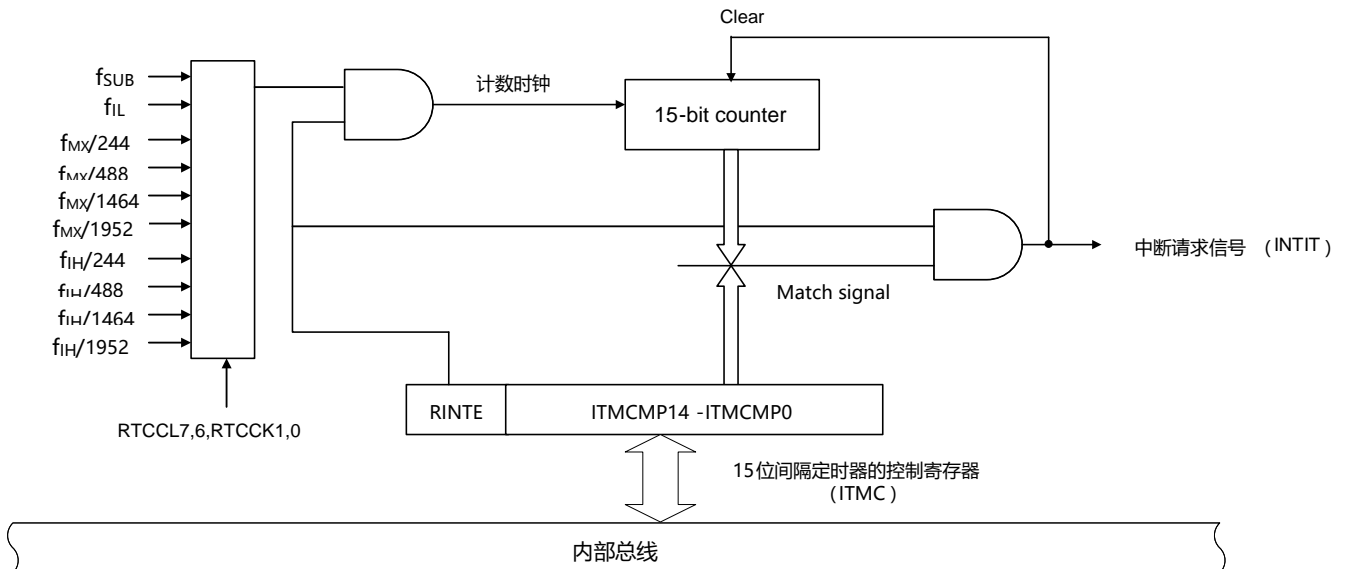 Clear
fSUB
fIL
fMX/244
fMX/488
fMX/1464
fMX/1952
fIH/244
fIH/488
fIH/1464
fIH/1952
计数时钟
15-bit counter
Match signal
中断请求信号 (INTIT)
RINTE
ITMCMP14 -ITMCMP0
RTCCL7,6,RTCCK1,0
15位间隔定时器的控制寄存器
(ITMC)
内部总线